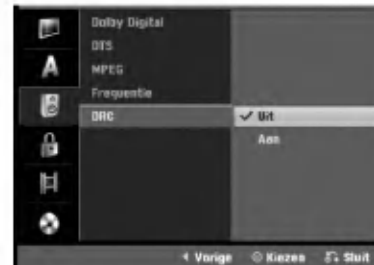 Dolby Digital
DTS
MPEG
Frequentie
DRC
✓ Uit
Aan
A
Vorige Kiezen Sluit